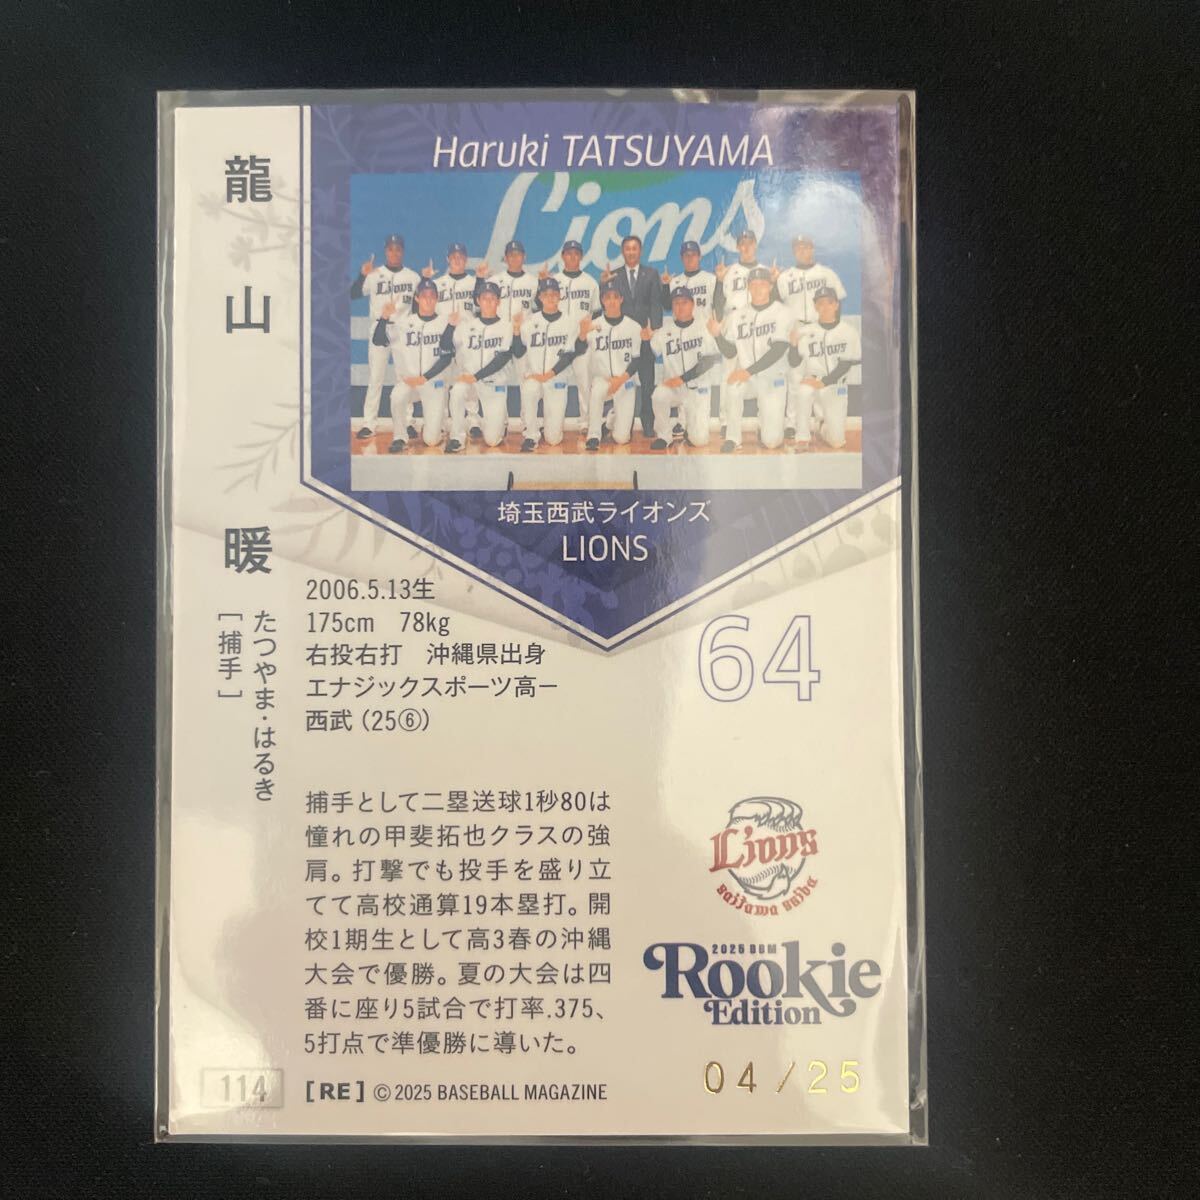 Haruki TATSUYAMA
Lions
埼玉西武ライオンズ
LIONS
龍山 暖
たつやま・はるき
[捕手]
2006.5.13生
175cm 78kg
右投右打 沖縄県出身
エナジックスポーツ高ー
西武（25⑥）
64
捕手として二塁送球1秒80は
憧れの甲斐拓也クラスの強
肩。打撃でも投手を盛り立
てて高校通算19本塁打。開
校1期生として高3春の沖縄
大会で優勝。夏の大会は四
番に座り5試合で打率.375、
5打点で準優勝に導いた。
Lions
saitama seibu
2025 BBM
Rookie
Edition
04/25
114
[RE] © 2025 BASEBALL MAGAZINE